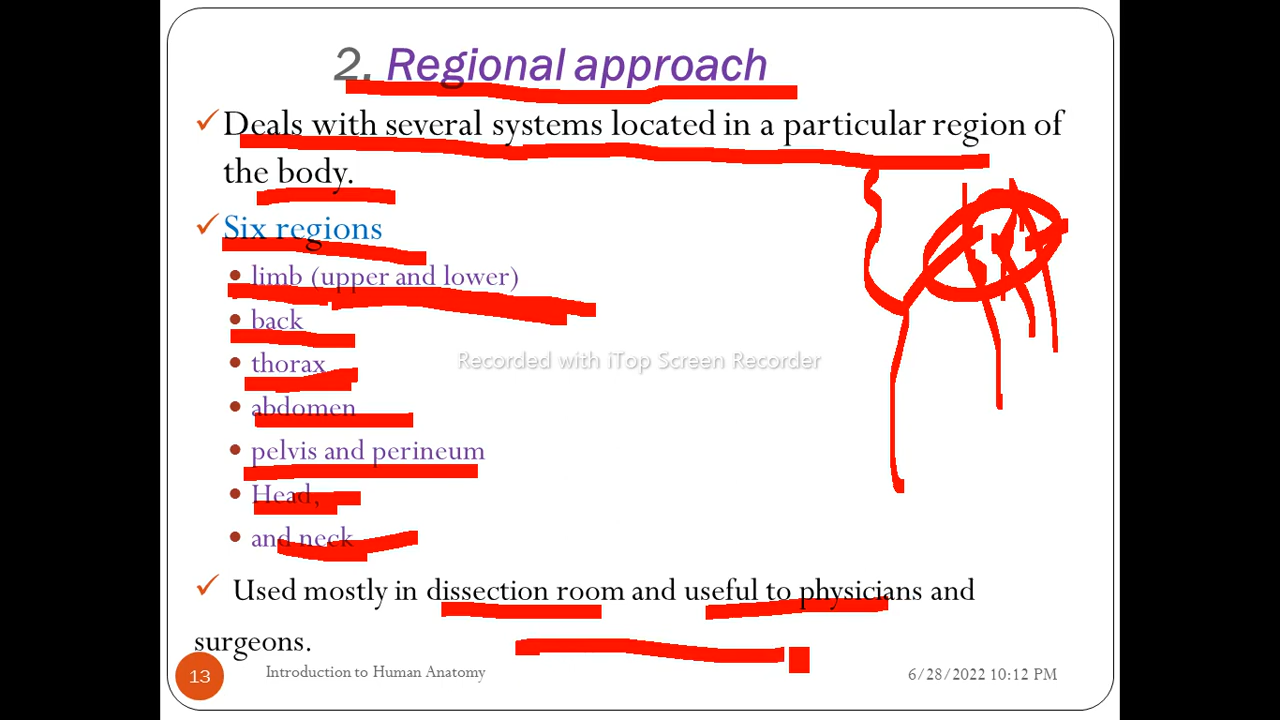 2. Regional approach
✓Deals with several systems located in a particular region of
the body.
✓Six regions
• limb (upper and lower)
• back
• thorax
Recorded with iTop Screen Recorder
• abdomen
• pelvis and perineum
• Head,
• and neck
✓ Used mostly in dissection room and useful to physicians and
surgeons.
13 Introduction to Human Anatomy 6/28/2022 10:12 PM